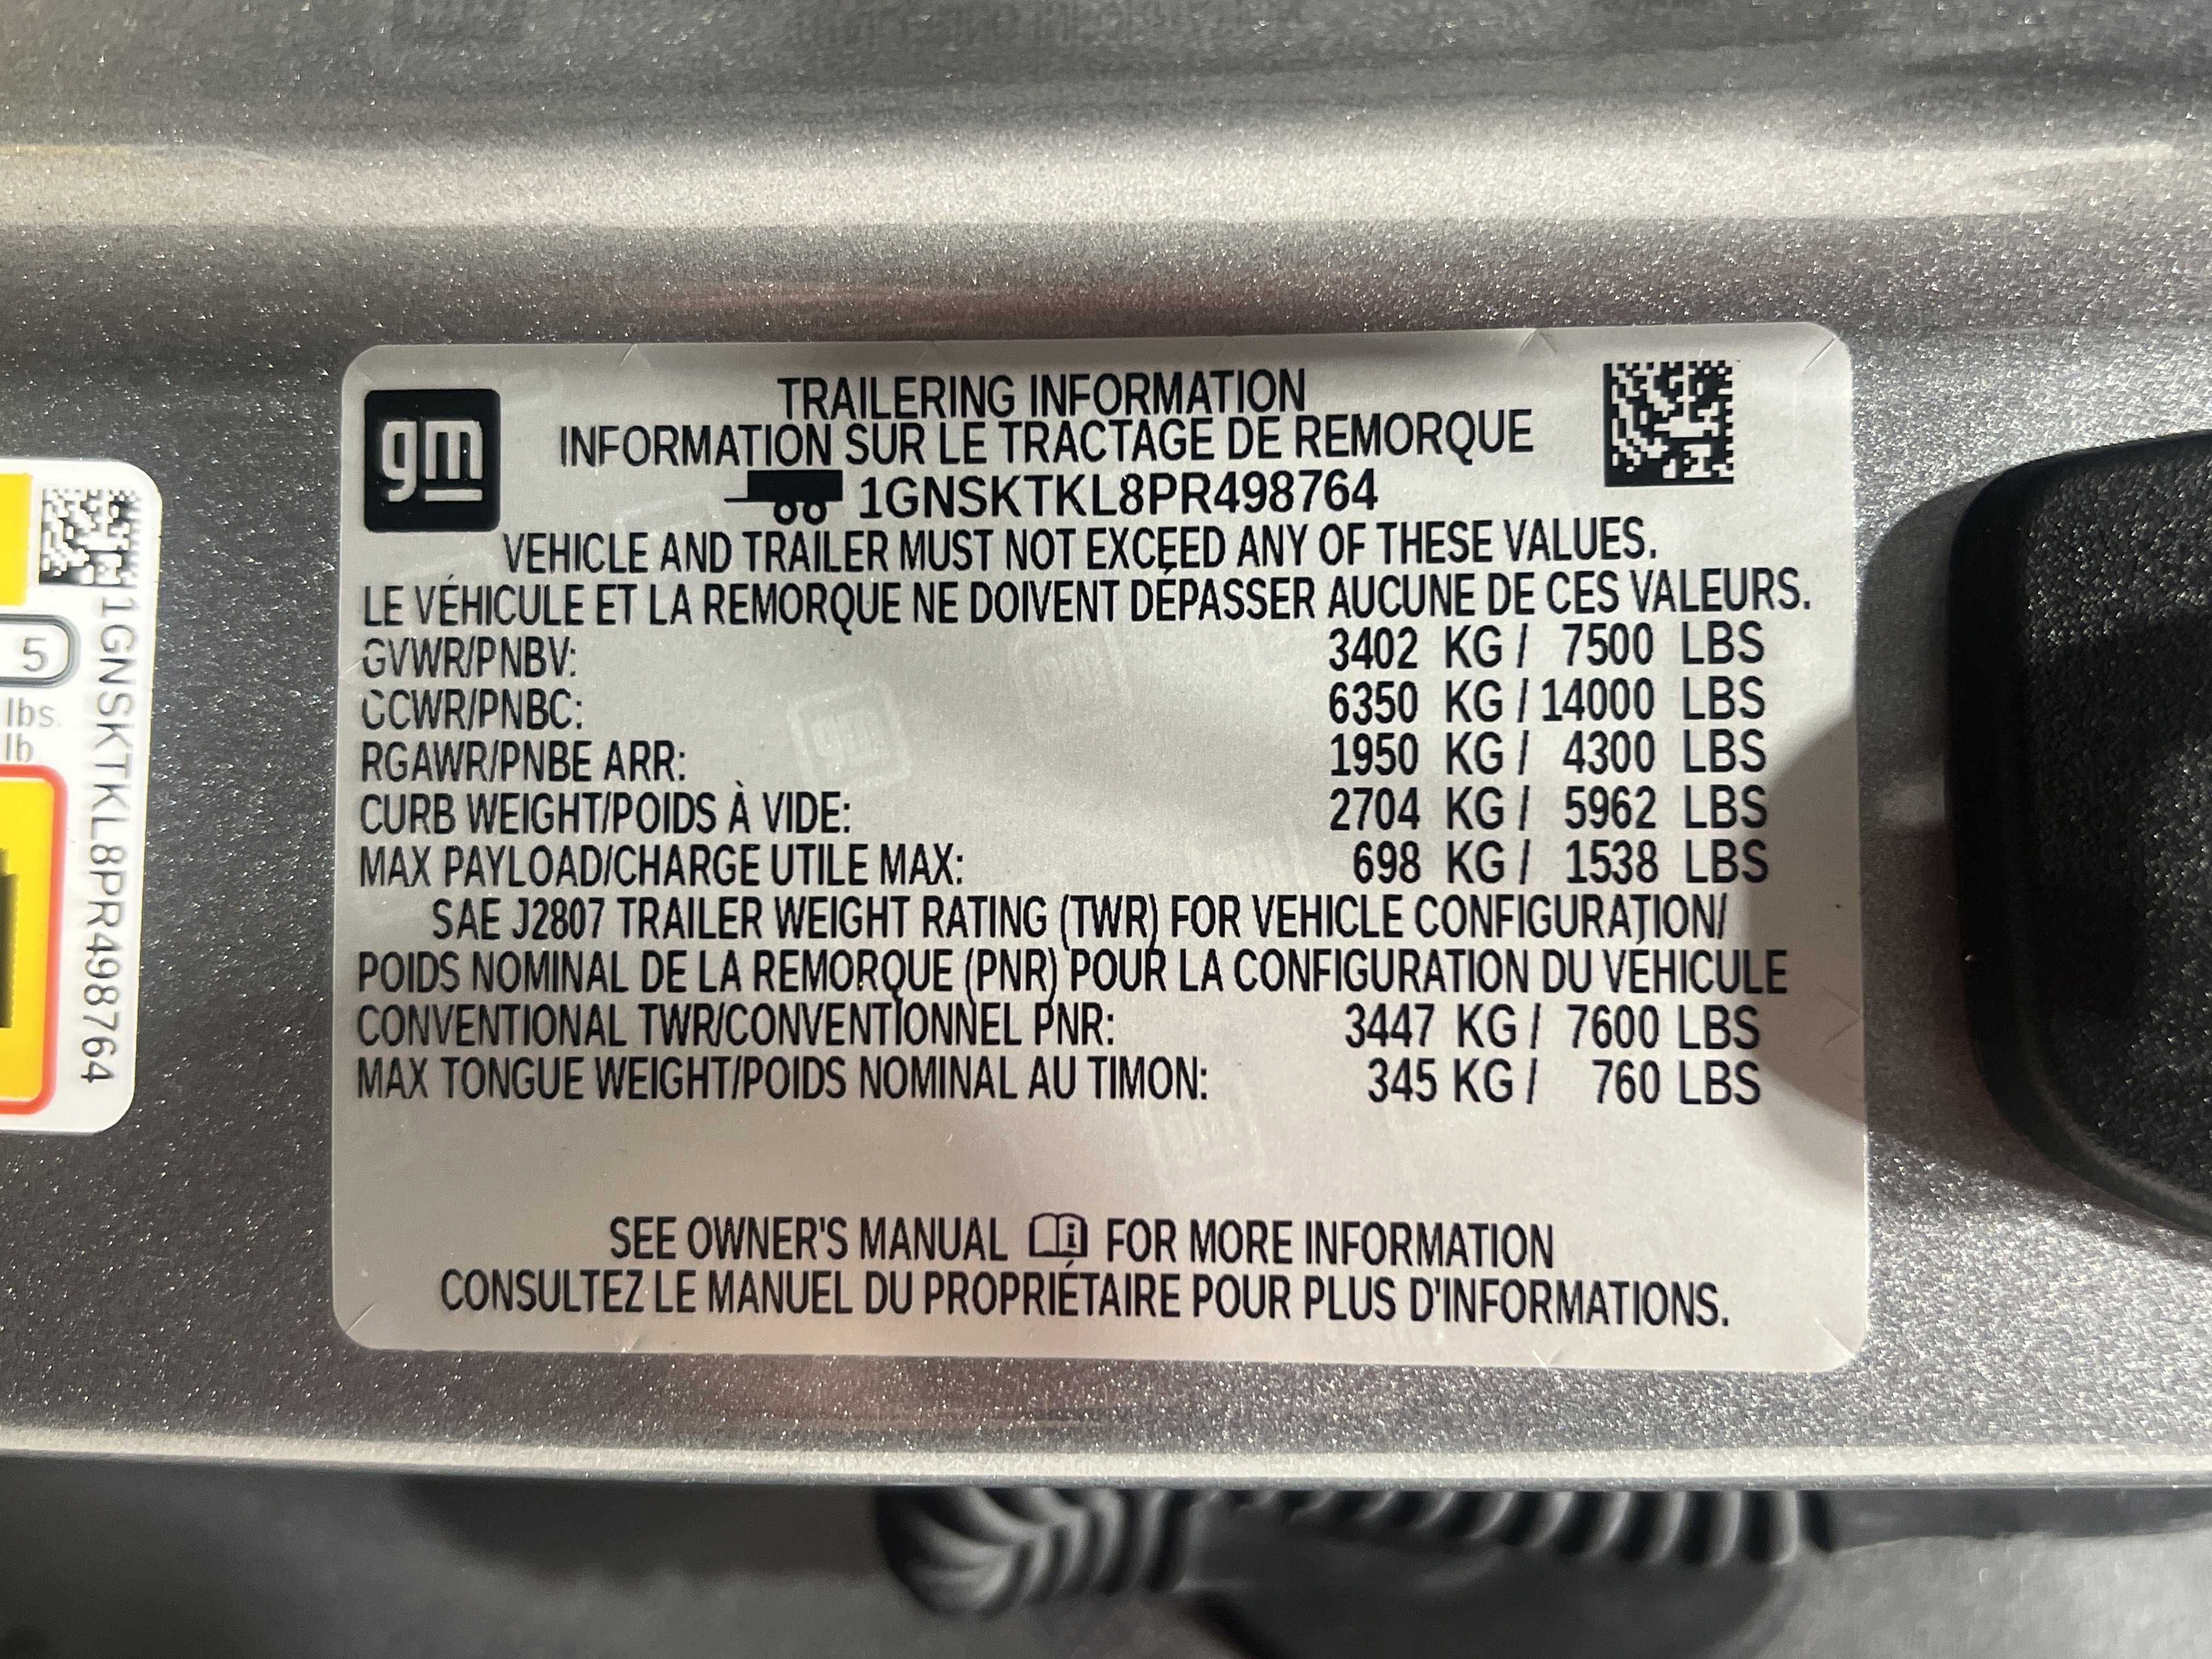 gm
TRAILERING INFORMATION
INFORMATION SUR LE TRACTAGE DE REMORQUE
1GNSKTKL8PR498764
VEHICLE AND TRAILER MUST NOT EXCEED ANY OF THESE VALUES.
LE VÉHICULE ET LA REMORQUE NE DOIVENT DÉPASSER AUCUNE DE CES VALEURS.
GVWR/PNBV: 3402 KG / 7500 LBS
GCWR/PNBC: 6350 KG / 14000 LBS
RGAWR/PNBE ARR: 1950 KG / 4300 LBS
CURB WEIGHT/POIDS À VIDE: 2704 KG / 5962 LBS
MAX PAYLOAD/CHARGE UTILE MAX: 698 KG / 1538 LBS
SAE J2807 TRAILER WEIGHT RATING (TWR) FOR VEHICLE CONFIGURATION/
POIDS NOMINAL DE LA REMORQUE (PNR) POUR LA CONFIGURATION DU VÉHICULE
CONVENTIONAL TWR/CONVENTIONNEL PNR: 3447 KG / 7600 LBS
MAX TONGUE WEIGHT/POIDS NOMINAL AU TIMON: 345 KG / 760 LBS
SEE OWNER'S MANUAL i FOR MORE INFORMATION
CONSULTEZ LE MANUEL DU PROPRIÉTAIRE POUR PLUS D'INFORMATIONS.
5
lbs.
lb
1GNSKTKL8PR498764